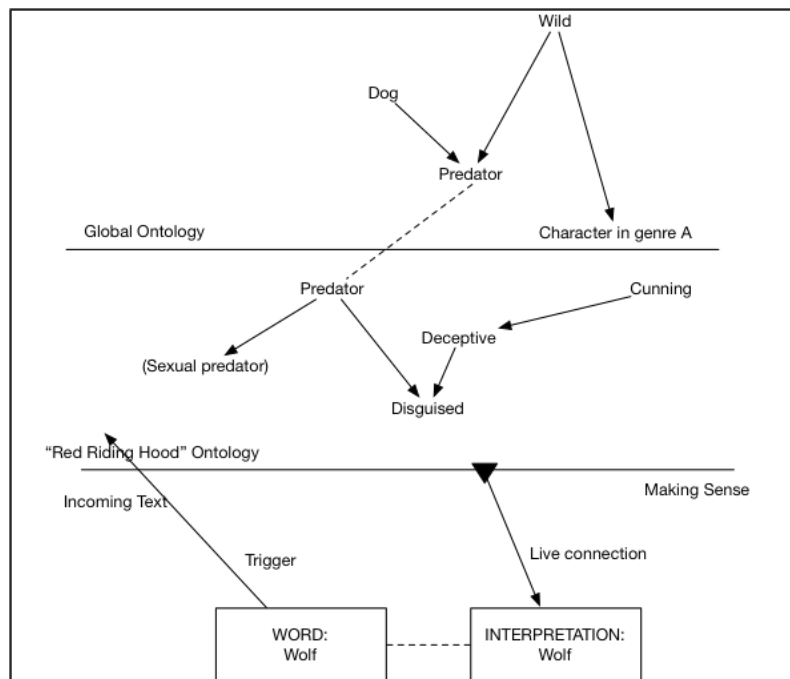 Wild
Dog
Predator
Global Ontology
Character in genre A
Predator
Cunning
Deceptive
(Sexual predator)
Disguised
“Red Riding Hood” Ontology
Incoming Text
Making Sense
Trigger
Live connection
WORD:
Wolf
INTERPRETATION:
Wolf